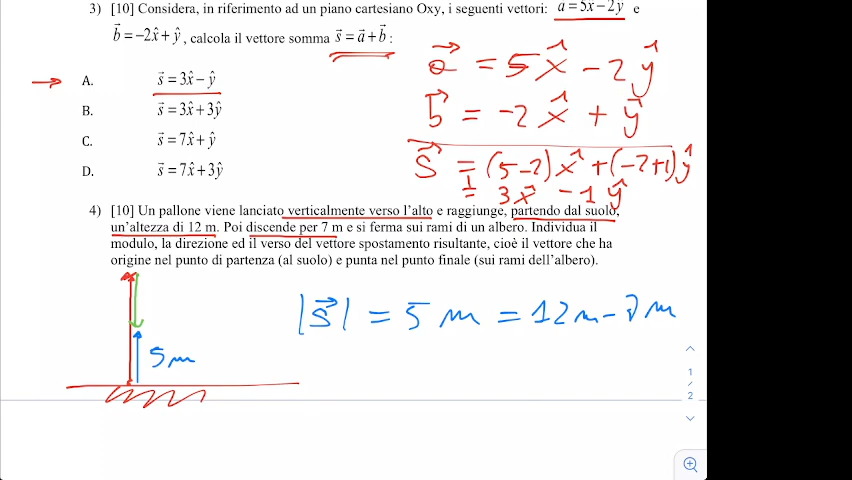 3) [10] Considera, in riferimento ad un piano cartesiano Oxy, i seguenti vettori: a⃗=5x̂−2ŷ e
b⃗=−2x̂+ŷ, calcola il vettore somma s⃗=a⃗+b⃗:
A. s⃗=3x̂−ŷ
B. s⃗=3x̂+3ŷ
C. s⃗=7x̂+ŷ
D. s⃗=7x̂+3ŷ
a⃗ = 5x̂ − 2ŷ
b⃗ = −2x̂ + ŷ
s⃗ = (5−2)x̂ + (−2+1)ŷ
= 3x̂ − 1ŷ
4) [10] Un pallone viene lanciato verticalmente verso l'alto e raggiunge, partendo dal suolo,
un'altezza di 12 m. Poi discende per 7 m e si ferma sui rami di un albero. Individua il
modulo, la direzione ed il verso del vettore spostamento risultante, cioè il vettore che ha
origine nel punto di partenza (al suolo) e punta nel punto finale (sui rami dell'albero).
|s⃗| = 5 m = 12 m − 7 m
5 m
1
/
2